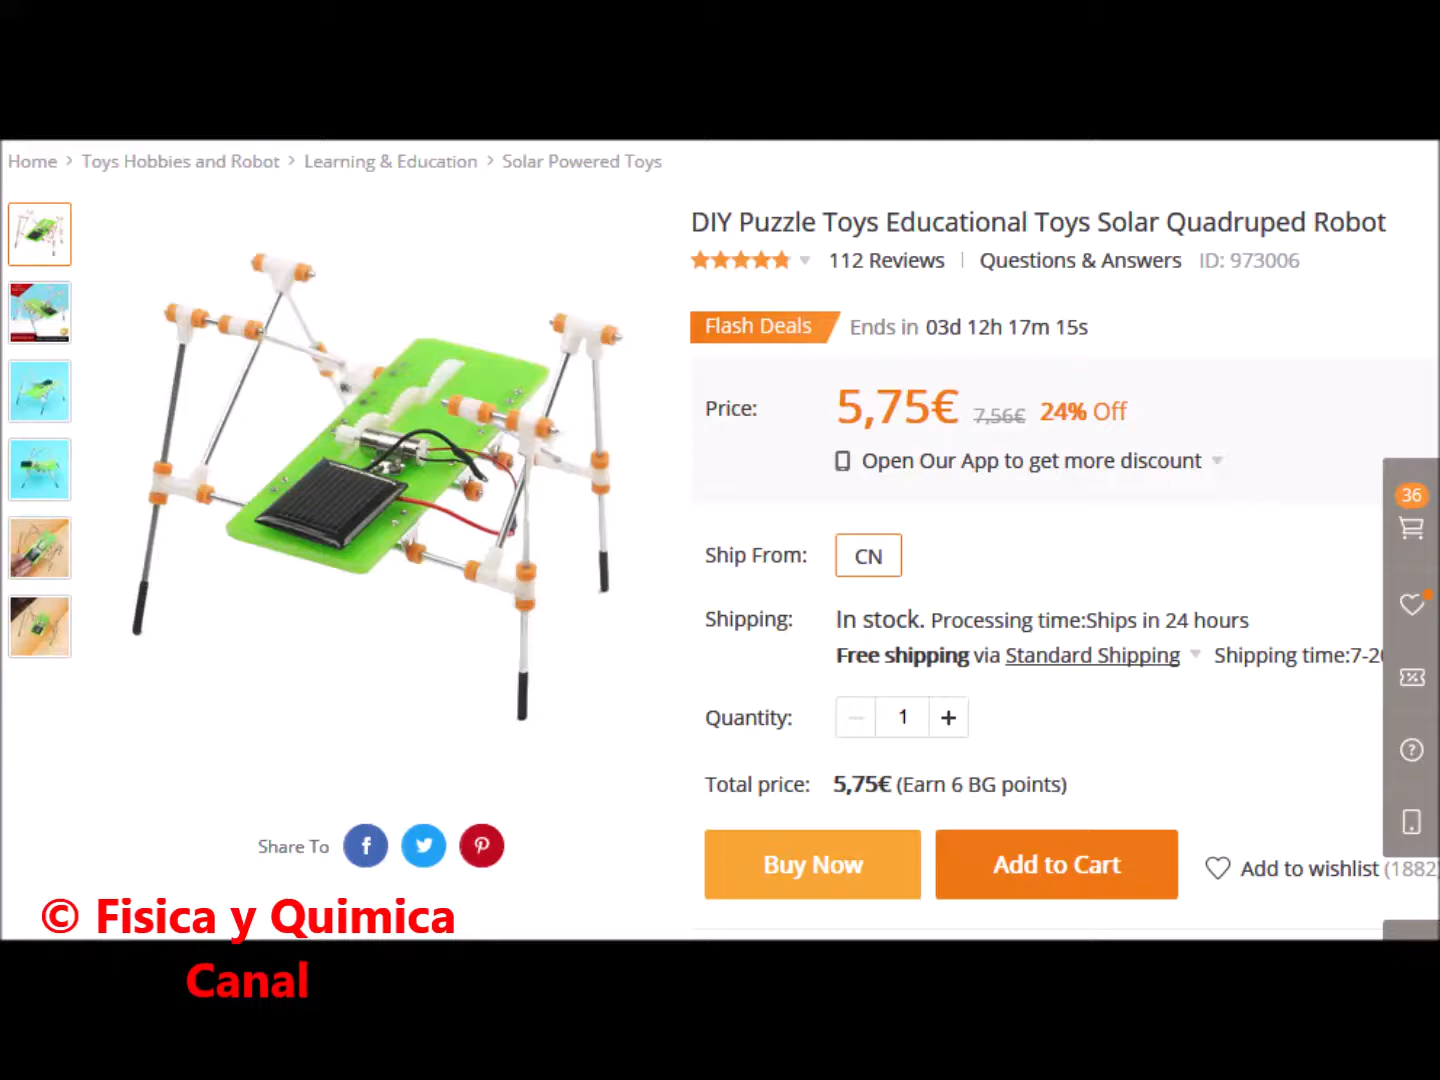 Home > Toys Hobbies and Robot > Learning & Education > Solar Powered Toys
DIY Puzzle Toys Educational Toys Solar Quadruped Robot
112 Reviews | Questions & Answers ID: 973006
Flash Deals Ends in 03d 12h 17m 15s
Price: 5,75€ 7,56€ 24% Off
Open Our App to get more discount
36
Ship From: CN
Shipping: In stock. Processing time:Ships in 24 hours
Free shipping via Standard Shipping Shipping time:7-2
Quantity: 1 +
Total price: 5,75€ (Earn 6 BG points)
Share To
Buy Now Add to Cart Add to wishlist (1882)
© Fisica y Quimica
Canal